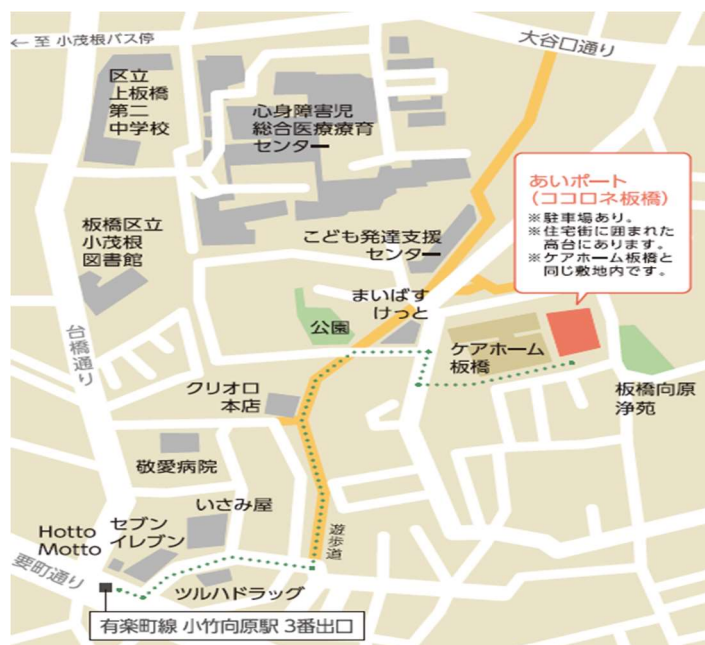 ← 至 小茂根バス停
大谷口通り
区立
上板橋
第二
中学校
心身障害児
総合医療療育
センター
あいポート
（ココロネ板橋）
※駐車場あり。
※住宅街に囲まれた
高台にあります。
※ケアホーム板橋と
同じ敷地内です。
板橋区立
小茂根
図書館
こども発達支援
センター
まいばす
けっと
公園
台橋通り
ケアホーム
板橋
クリオロ
本店
板橋向原
浄苑
敬愛病院
いさみ屋
遊歩道
Hotto
Motto
セブン
イレブン
要町通り
ツルハドラッグ
有楽町線 小竹向原駅 3番出口